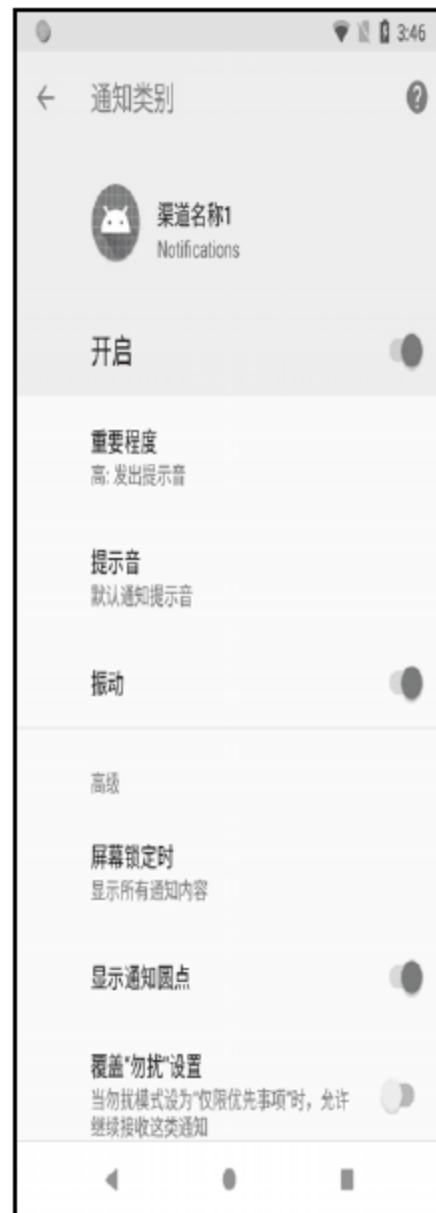 3:46
通知类别
渠道名称1
Notifications
开启
重要程度
高: 发出提示音
提示音
默认通知提示音
振动
高级
屏幕锁定时
显示所有通知内容
显示通知圆点
覆盖“勿扰”设置
当勿扰模式设为“仅限优先事项”时，允许
继续接收这类通知